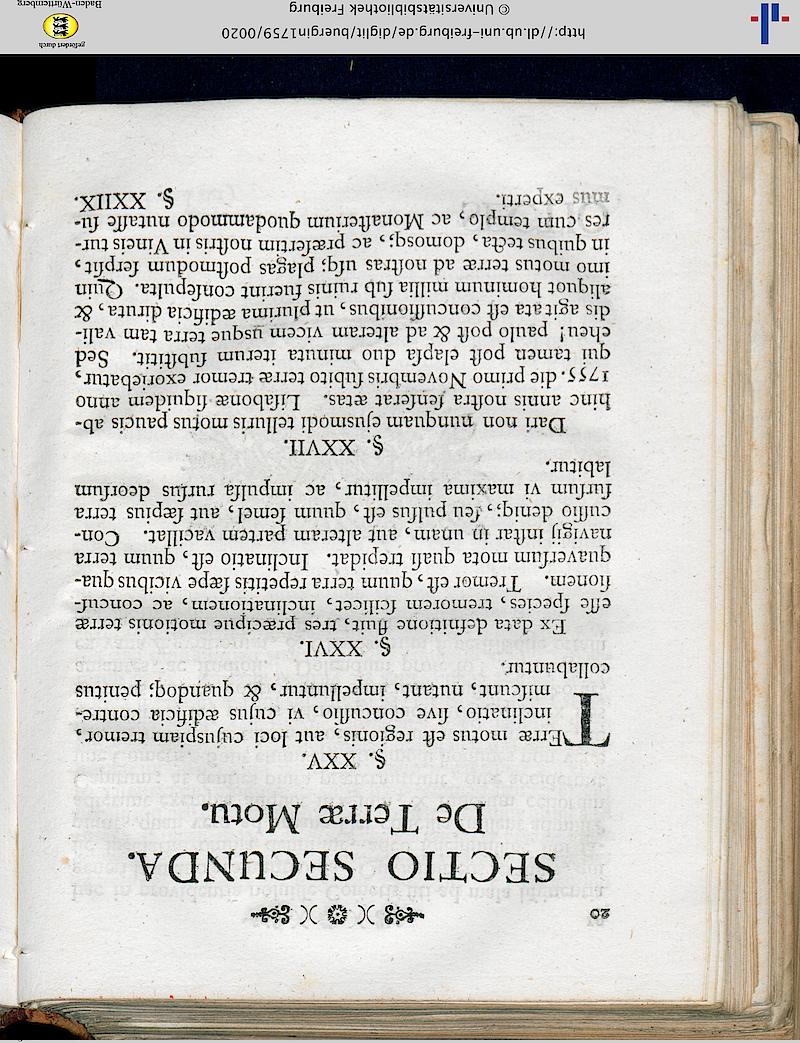 20
SECTIO SECUNDA.
De Terræ Motu.
§. XXV.
TErræ motus est regionis, aut loci cujuspiam tremor,
inclinatio, sive concussio, vi cujus ædificia contre-
miscunt, nutant, impelluntur, & quandoq; penitus
collabuntur.
§. XXVI.
Ex data definitione fluit, tres præcipue motionis terræ
esse species, tremorem scilicet, inclinationem, ac concus-
sionem. Tremor est, quum terra repetitis sæpe vicibus qua-
quaversum mota quasi trepidat. Inclinatio est, quum terra
navigij instar in unam, aut alteram partem vacillat. Con-
cussio deniq;, seu pulsus est, quum semel, aut sæpius terra
sursum vi maxima impellitur, ac impulsa rursus deorsum
labitur.
§. XXVII.
Dari non nunquam ejusmodi telluris motus paucis ab-
hinc annis nostra senserat ætas. Lisabonæ siquidem anno
1755. die primo Novembris subito terræ tremor exoriebatur,
qui tamen post elapsa duo minuta iterum substitit. Sed
eheu! paulo post & ad alteram vicem usque terra tam vali-
dis agitata est concussionibus, ut plurima ædificia diruta, &
aliquot hominum millia sub ruinis fuerint consepulta. Quin
imo motus terræ ad nostras usq; plagas postmodum serpsit,
in quibus tecta, domosq;, ac præsertim nostris in Vineis tur-
res cum templo, ac Monasterium quodammodo nutasse su-
mus experti.
§. XXIIX.
http://dl.ub.uni-freiburg.de/diglit/buergin1759/0020
© Universitätsbibliothek Freiburg
gefördert durch
Baden-Württemberg